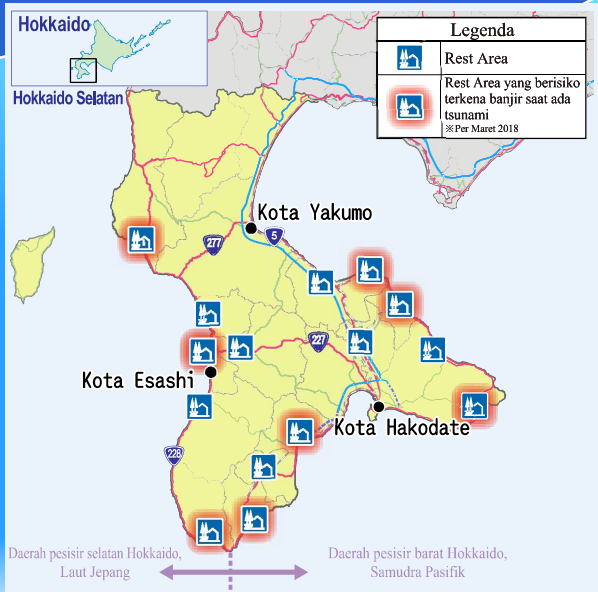 Hokkaido
Hokkaido Selatan
Legenda
Rest Area
Rest Area yang berisiko
terkena banjir saat ada
tsunami
※Per Maret 2018
Kota Yakumo
5
277
227
Kota Esashi
Kota Hakodate
228
Daerah pesisir selatan Hokkaido,
Laut Jepang
Daerah pesisir barat Hokkaido,
Samudra Pasifik